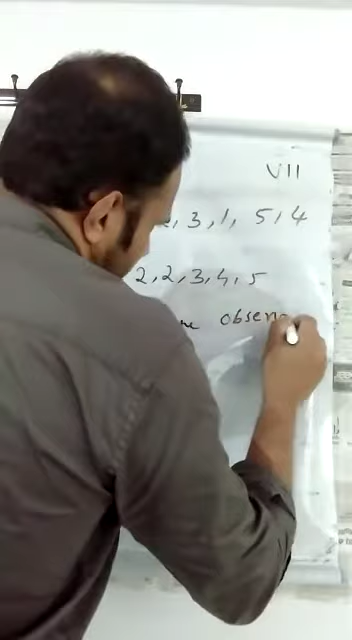 VII
2, 3, 1, 5, 4
2, 2, 3, 4, 5
observ